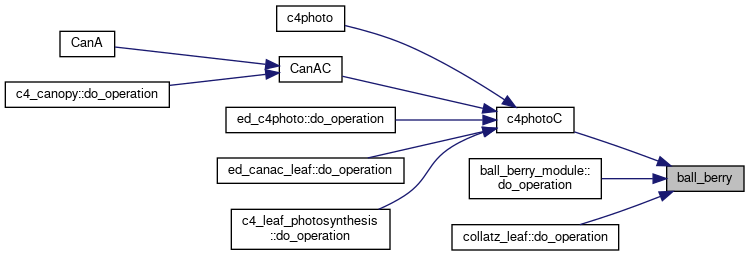 c4photo
CanA
CanAC
c4_canopy::do_operation
ed_c4photo::do_operation
c4photoC
ed_canac_leaf::do_operation
ball_berry_module::
do_operation
ball_berry
c4_leaf_photosynthesis
::do_operation
collatz_leaf::do_operation